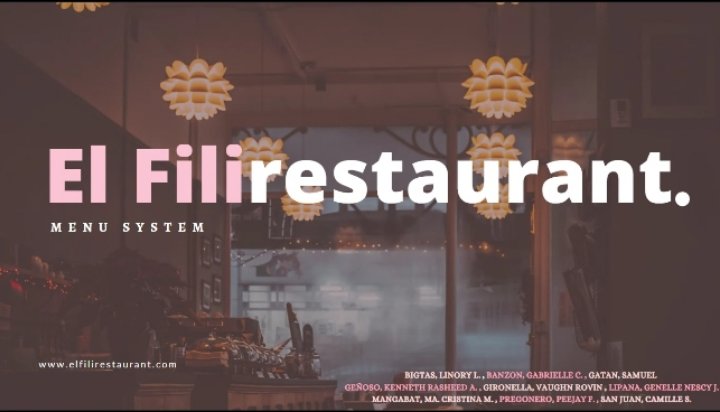 El Filirestaurant.
MENU SYSTEM
www.elfilirestaurant.com
BIGTAS, LINORY L. , BANZON, GABRIELLE C. , GATAN, SAMUEL
GEÑOSO, KENNETH RASHEED A. , GIRONELLA, VAUGHN ROVIN , LIPANA, GENELLE NESCY J.
MANGABAT, MA. CRISTINA M. , PREGONERO, PEEJAY F. , SAN JUAN, CAMILLE S.